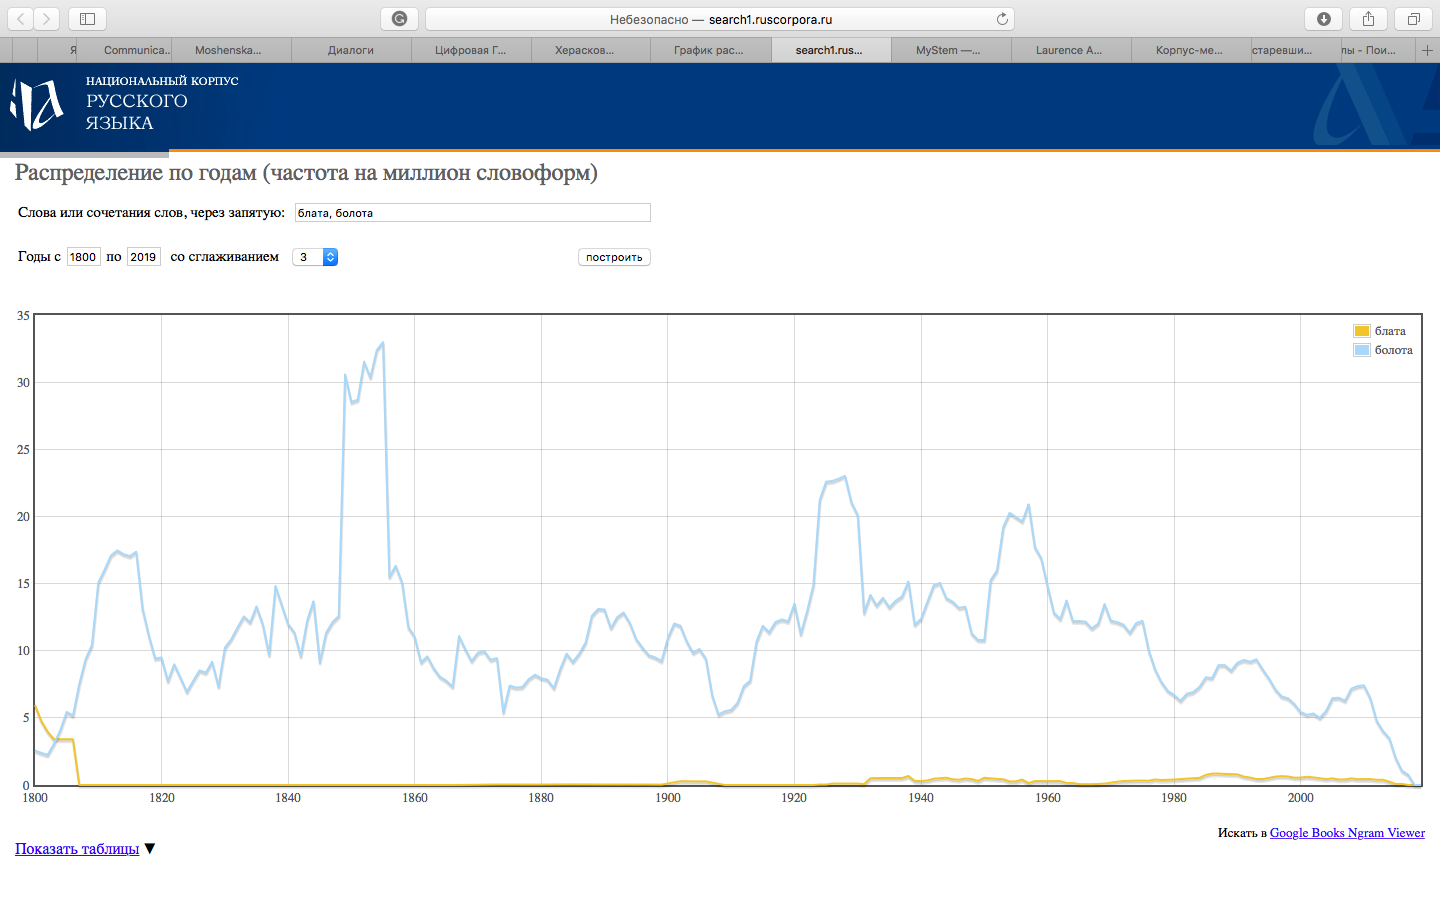 Небезопасно — search1.ruscorpora.ru
Я Communica... Moshenska... Диалоги Цифровая Г... Херасков... График рас... search1.rus... MyStem —... Laurence A... Корпус-ме... старевши... лы - Пои...
НАЦИОНАЛЬНЫЙ КОРПУС
РУССКОГО
ЯЗЫКА
Распределение по годам (частота на миллион словоформ)
Слова или сочетания слов, через запятую: блата, болота
Годы с 1800 по 2019 со сглаживанием 3 построить
35
30
25
20
15
10
5
0
блата
болота
1800 1820 1840 1860 1880 1900 1920 1940 1960 1980 2000
Искать в Google Books Ngram Viewer
Показать таблицы ▼